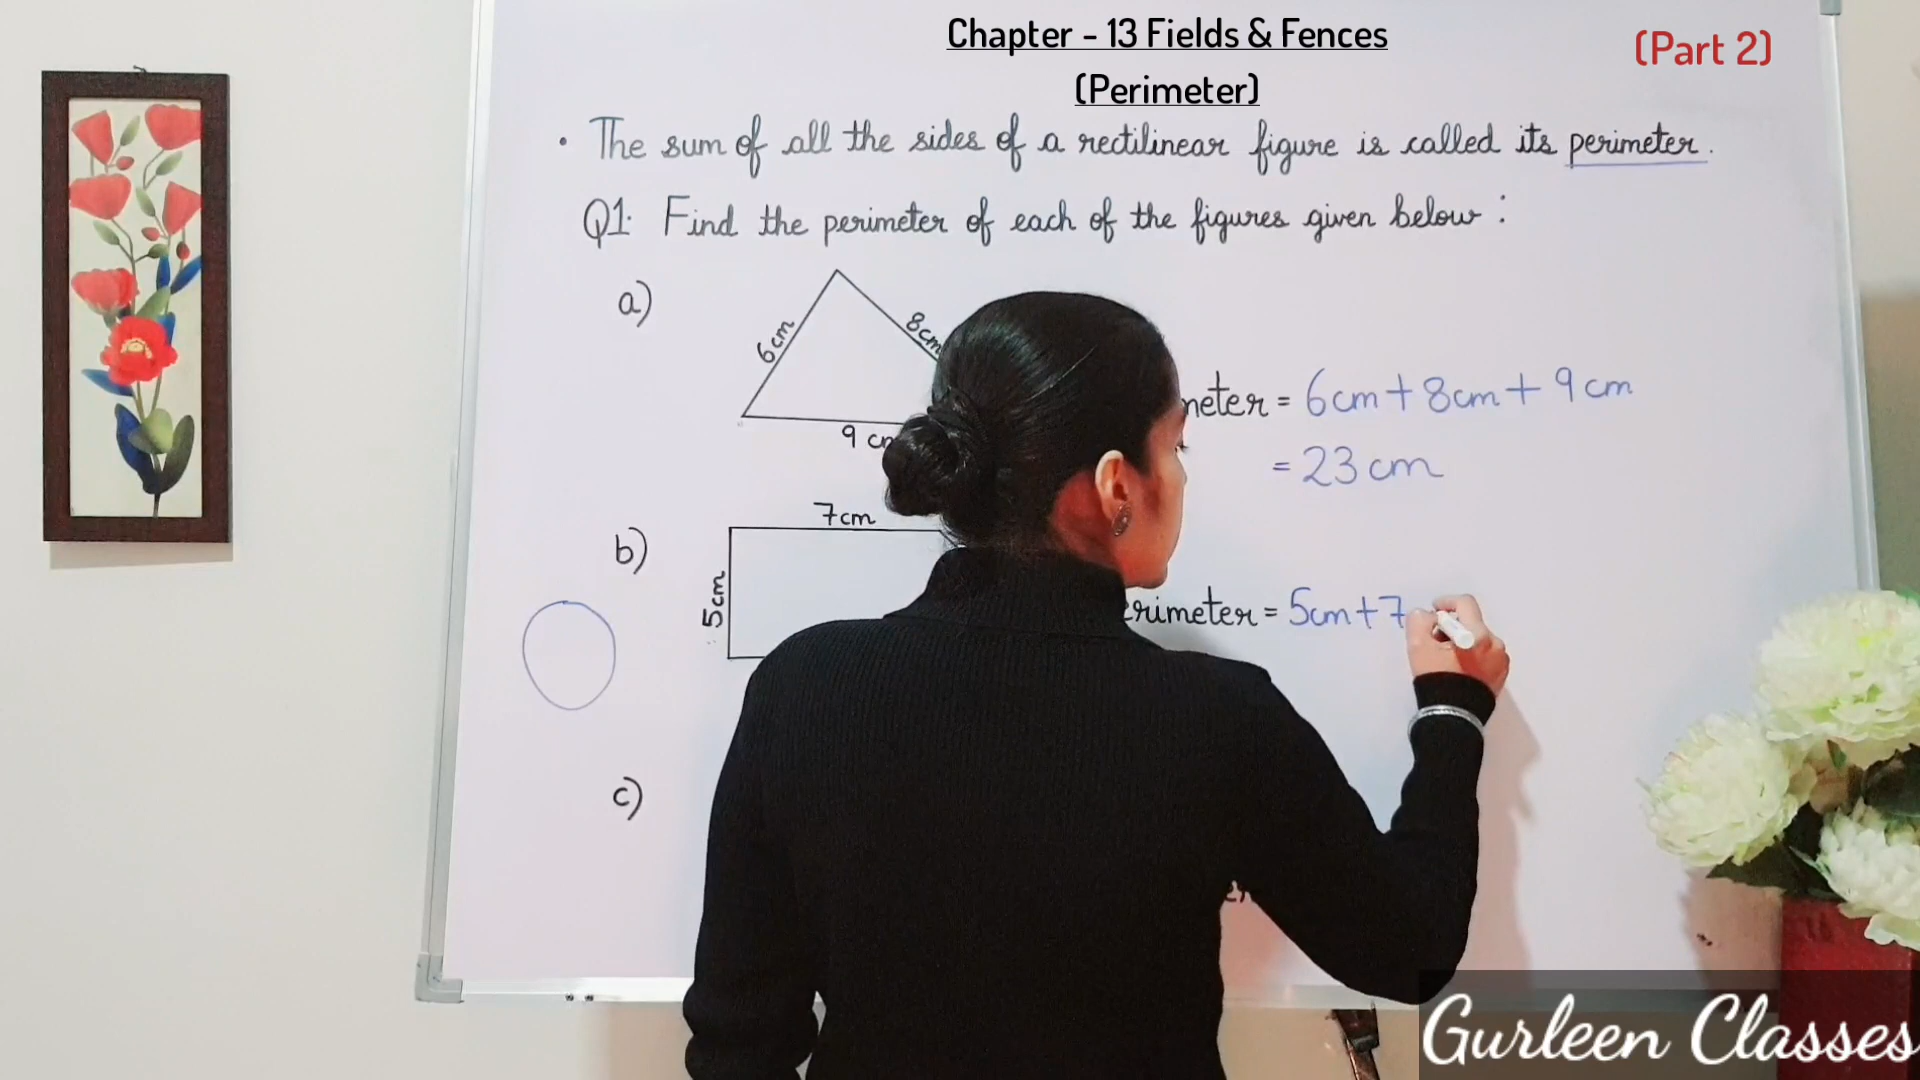 Chapter - 13 Fields & Fences
(Part 2)
(Perimeter)
• The sum of all the sides of a rectilinear figure is called its perimeter.
Q1. Find the perimeter of each of the figures given below :
a)
6cm
8cm
9 cm
= 6cm + 8cm + 9cm
= 23 cm
b)
7cm
5cm
erimeter = 5cm + 7
c)
Gurleen Classes